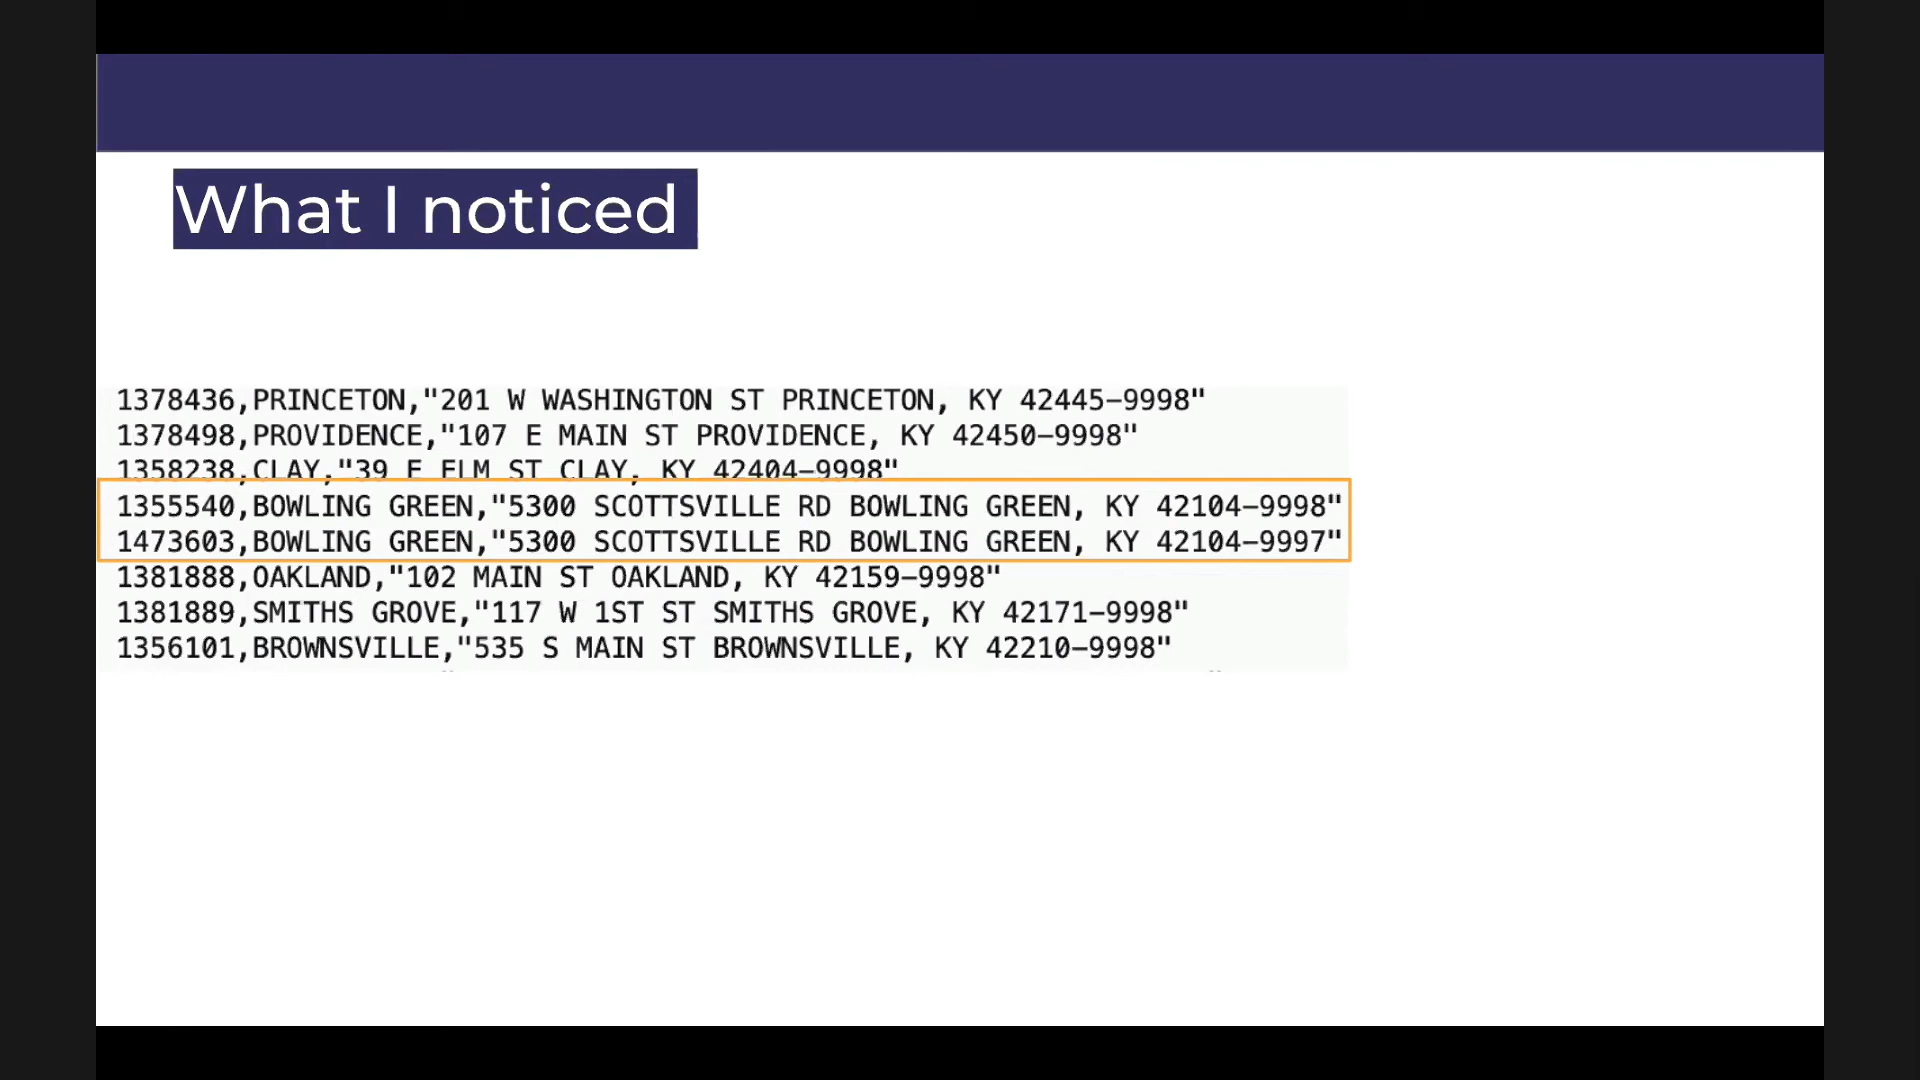 What I noticed
1378436,PRINCETON,"201 W WASHINGTON ST PRINCETON, KY 42445-9998"
1378498,PROVIDENCE,"107 E MAIN ST PROVIDENCE, KY 42450-9998"
1358238,CLAY,"39 E ELM ST CLAY, KY 42404-9998"
1355540,BOWLING GREEN,"5300 SCOTTSVILLE RD BOWLING GREEN, KY 42104-9998"
1473603,BOWLING GREEN,"5300 SCOTTSVILLE RD BOWLING GREEN, KY 42104-9997"
1381888,OAKLAND,"102 MAIN ST OAKLAND, KY 42159-9998"
1381889,SMITHS GROVE,"117 W 1ST ST SMITHS GROVE, KY 42171-9998"
1356101,BROWNSVILLE,"535 S MAIN ST BROWNSVILLE, KY 42210-9998"